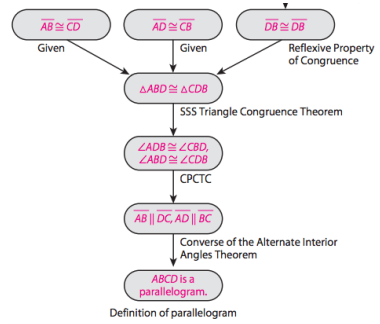 AB ≅ CD
AD ≅ CB
DB ≅ DB
Given
Given
Reflexive Property
of Congruence
△ABD ≅ △CDB
SSS Triangle Congruence Theorem
∠ADB ≅ ∠CBD,
∠ABD ≅ ∠CDB
CPCTC
AB || DC, AD || BC
Converse of the Alternate Interior
Angles Theorem
ABCD is a
parallelogram.
Definition of parallelogram